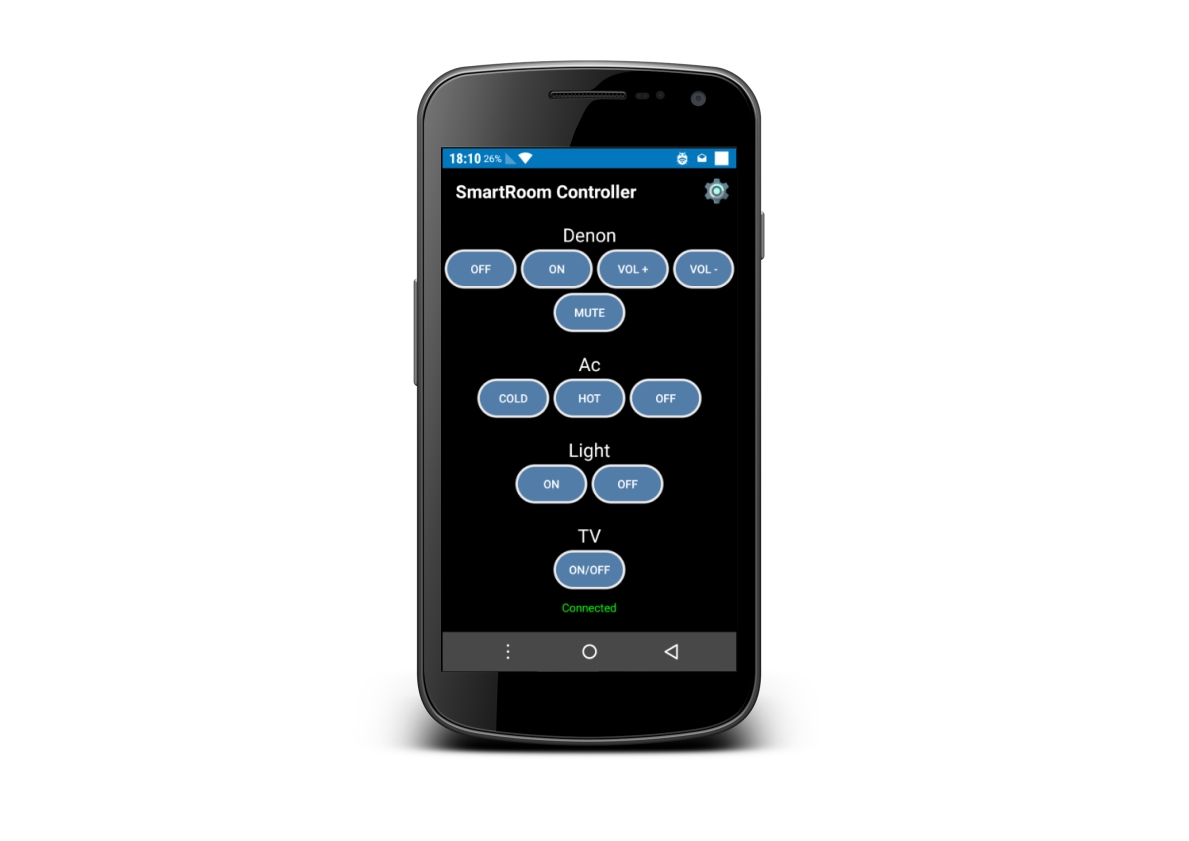 18:10 26%
SmartRoom Controller
Denon
OFF ON VOL + VOL -
MUTE
Ac
COLD HOT OFF
Light
ON OFF
TV
ON/OFF
Connected